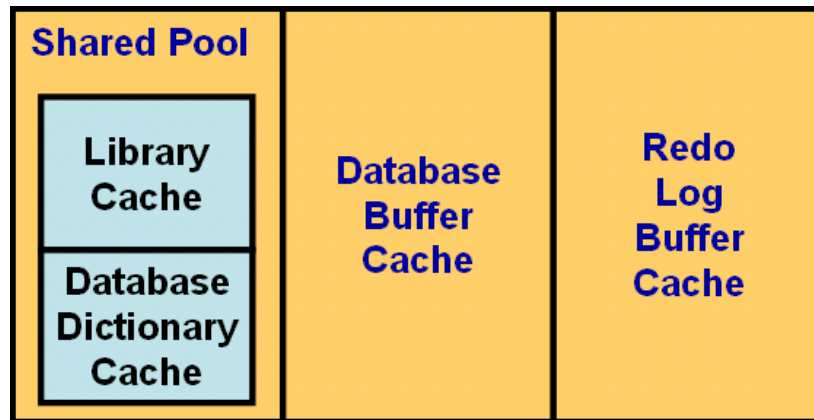 Shared Pool
Library
Cache
Database
Dictionary
Cache
Database
Buffer
Cache
Redo
Log
Buffer
Cache